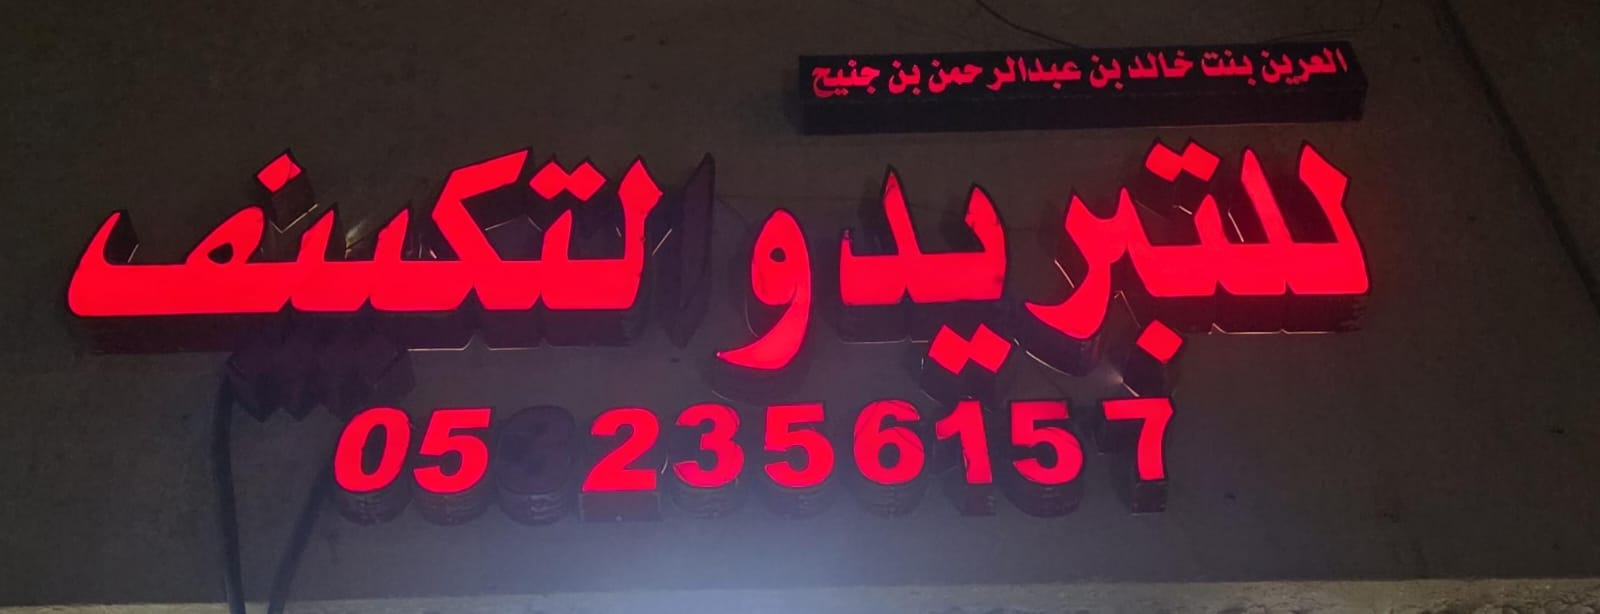 العرين بنت خالد بن عبدالرحمن بن جنيح
للتبريد والتكييف
05 2356157